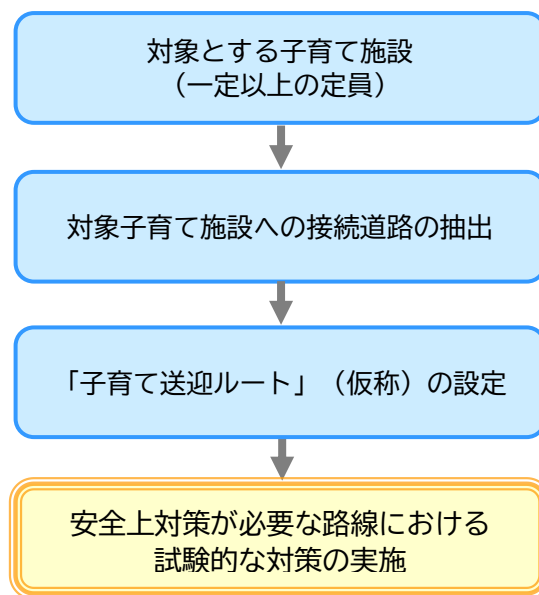 対象とする子育て施設
（一定以上の定員）
対象子育て施設への接続道路の抽出
「子育て送迎ルート」（仮称）の設定
安全上対策が必要な路線における
試験的な対策の実施